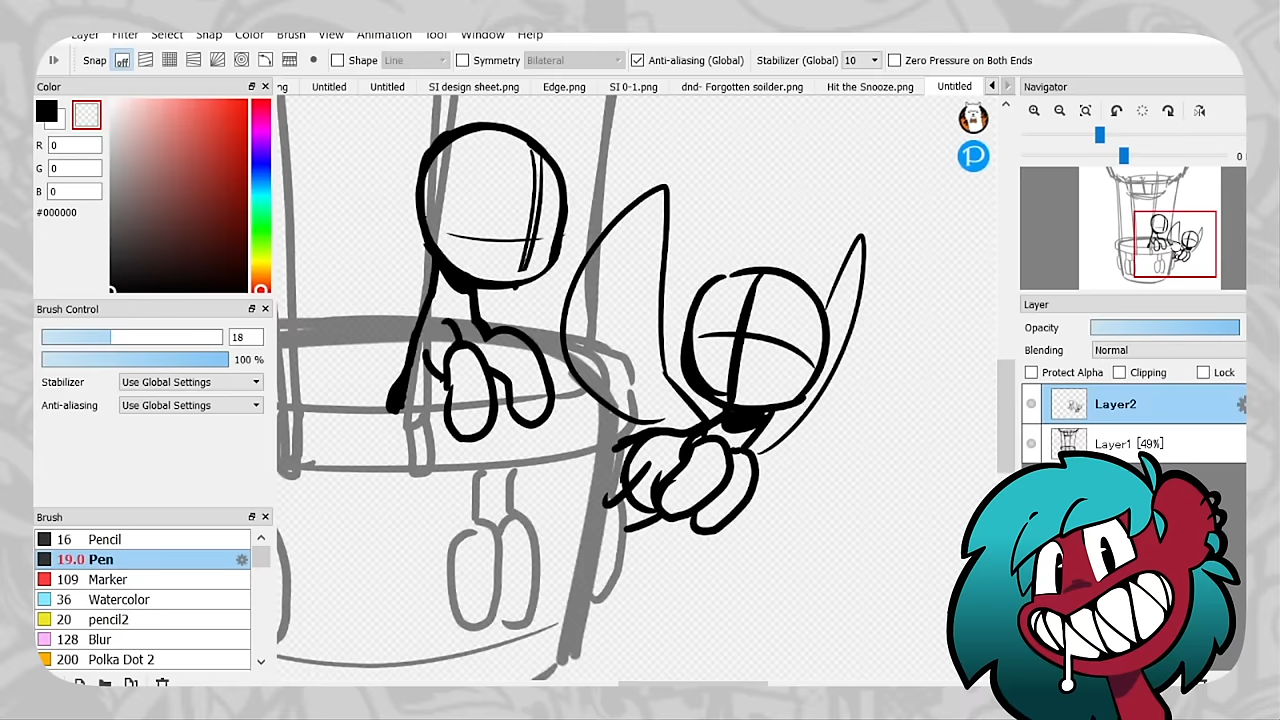 Layer Filter Select Snap Color Brush View Animation Tool Window Help
Snap off Shape Line Symmetry Bilateral Anti-aliasing (Global) Stabilizer (Global) 10 Zero Pressure on Both Ends
Color
ng Untitled Untitled SI design sheet.png Edge.png SI 0-1.png dnd- Forgotten soilder.png Hit the Snooze.png Untitled
Navigator
R 0
G 0
B 0
#000000
0
Brush Control
18
100 %
Stabilizer Use Global Settings
Anti-aliasing Use Global Settings
Layer
Opacity
Blending Normal
Protect Alpha Clipping Lock
Layer2
Layer1 [49%]
Brush
16 Pencil
19.0 Pen
109 Marker
36 Watercolor
20 pencil2
128 Blur
200 Polka Dot 2